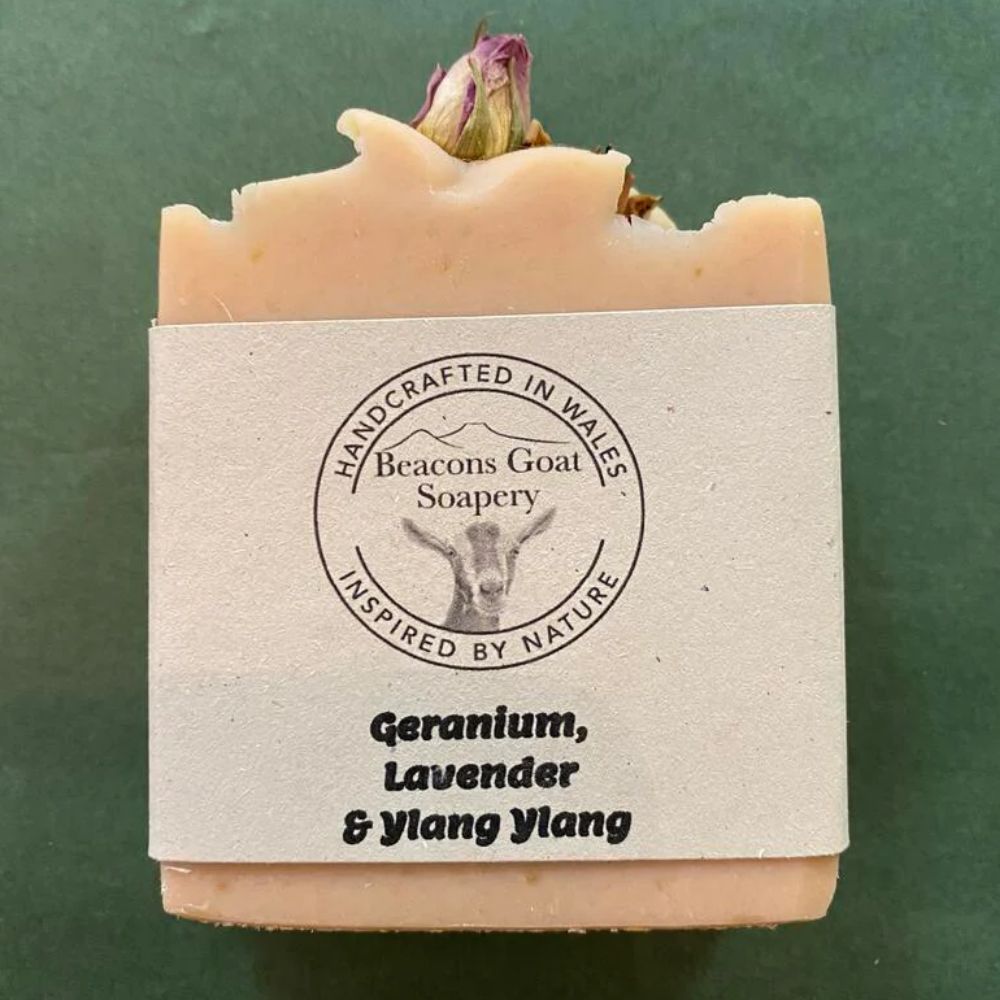 HANDCRAFTED IN WALES
Beacons Goat
Soapery
INSPIRED BY NATURE
Geranium,
Lavender
& Ylang Ylang